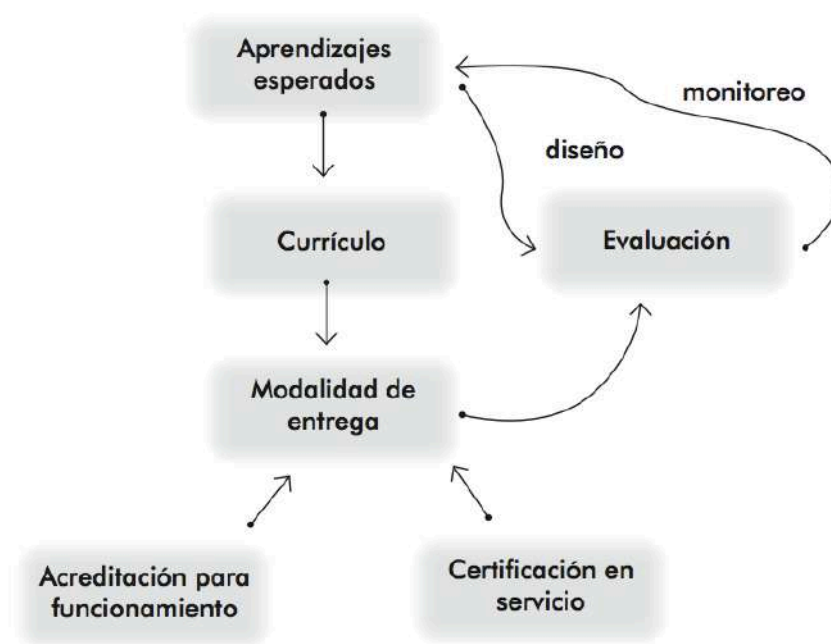 Aprendizajes
esperados
monitoreo
diseño
Currículo
Evaluación
Modalidad de
entrega
Acreditación para
funcionamiento
Certificación en
servicio